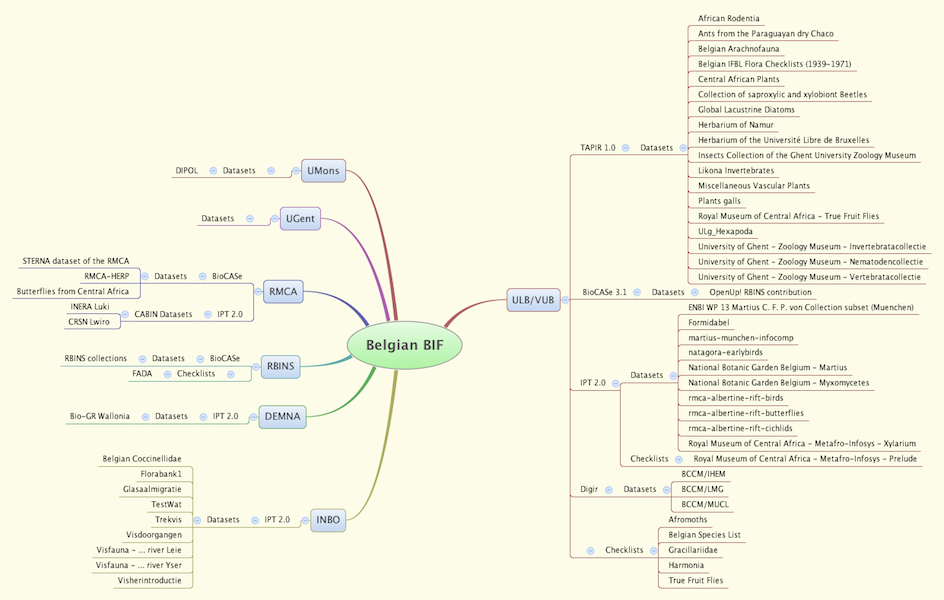 Belgian BIF
UMons
Datasets
DIPOL
UGent
Datasets
RMCA
BioCASe
Datasets
STERNA dataset of the RMCA
RMCA-HERP
Butterflies from Central Africa
IPT 2.0
CABIN Datasets
INERA Luki
CRSN Lwiro
RBINS
BioCASe
Datasets
RBINS collections
Checklists
FADA
DEMNA
IPT 2.0
Datasets
Bio-GR Wallonia
INBO
IPT 2.0
Datasets
Belgian Coccinellidae
Florabank1
Glasaalmigratie
TestWat
Trekvis
Visdoorgangen
Visfauna - ... river Leie
Visfauna - ... river Yser
Visherintroductie
ULB/VUB
TAPIR 1.0
Datasets
African Rodentia
Ants from the Paraguayan dry Chaco
Belgian Arachnofauna
Belgian IFBL Flora Checklists (1939-1971)
Central African Plants
Collection of saproxylic and xylobiont Beetles
Global Lacustrine Diatoms
Herbarium of Namur
Herbarium of the Université Libre de Bruxelles
Insects Collection of the Ghent University Zoology Museum
Likona Invertebrates
Miscellaneous Vascular Plants
Plants galls
Royal Museum of Central Africa - True Fruit Flies
ULg_Hexapoda
University of Ghent - Zoology Museum - Invertebratacollectie
University of Ghent - Zoology Museum - Nematodencollectie
University of Ghent - Zoology Museum - Vertebratacollectie
BioCASe 3.1
Datasets
OpenUp! RBINS contribution
IPT 2.0
Datasets
ENBI WP 13 Martius C. F. P. von Collection subset (Muenchen)
Formidabel
martius-munchen-infocomp
natagora-earlybirds
National Botanic Garden Belgium - Martius
National Botanic Garden Belgium - Myxomycetes
rmca-albertine-rift-birds
rmca-albertine-rift-butterflies
rmca-albertine-rift-cichlids
Royal Museum of Central Africa - Metafro-Infosys - Xylarium
Checklists
Royal Museum of Central Africa - Metafro-Infosys - Prelude
Digir
Datasets
BCCM/IHEM
BCCM/LMG
BCCM/MUCL
Checklists
Afromoths
Belgian Species List
Gracillariidae
Harmonia
True Fruit Flies